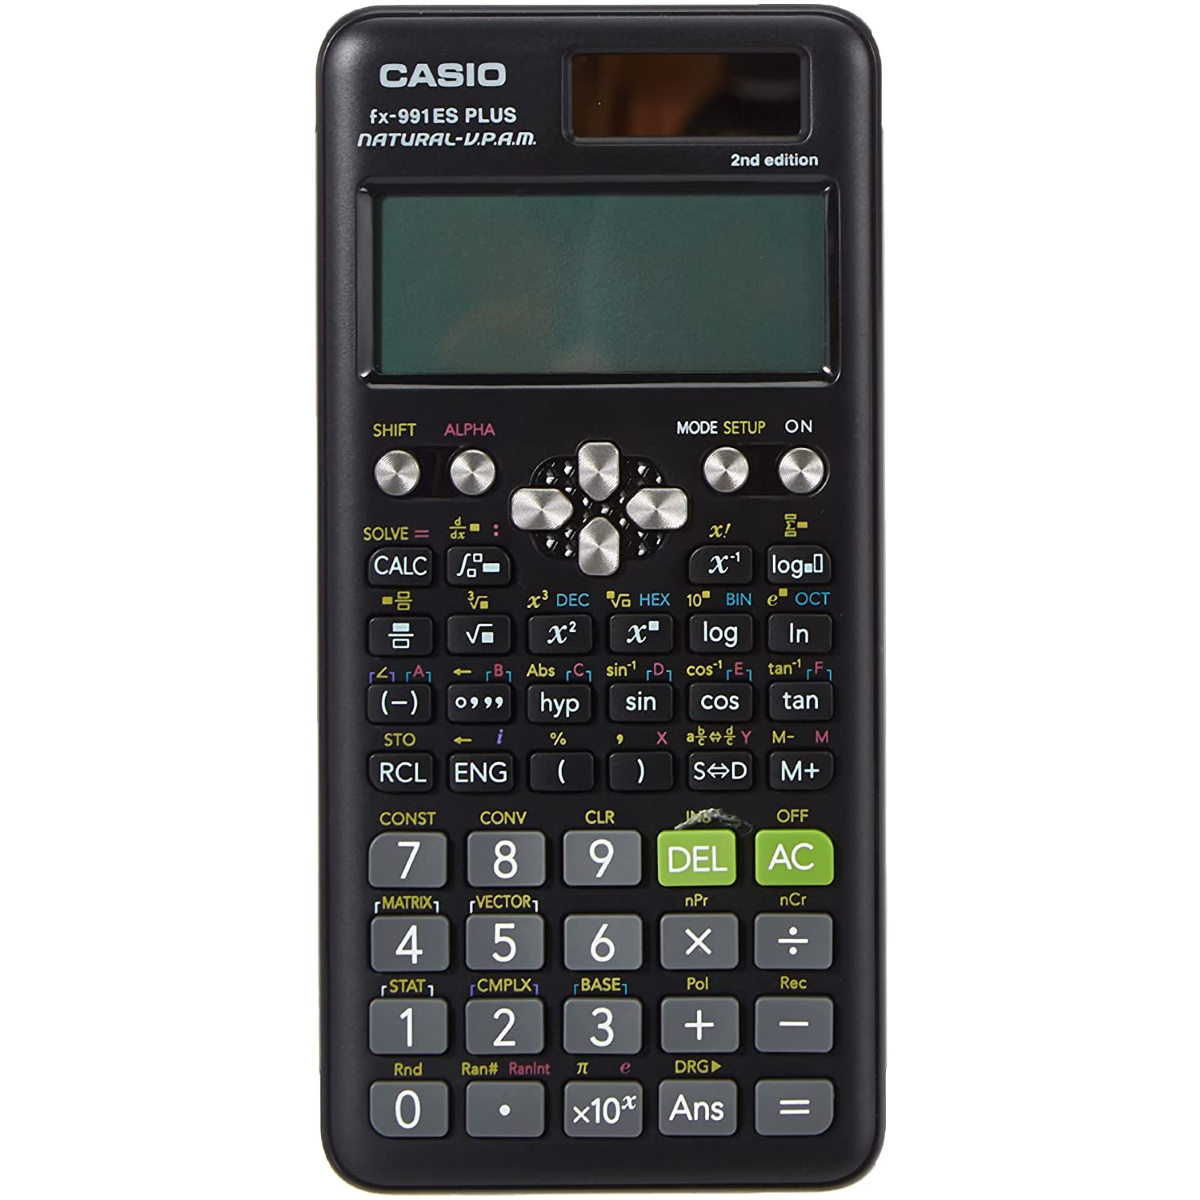 CASIO
fx-991ES PLUS
NATURAL-V.P.A.M.
2nd edition
SHIFT ALPHA MODE SETUP ON
SOLVE = d/dx■ : x! Σ■
CALC ∫■ x⁻¹ log■□
■■/□ ³√■ x³ DEC ■√□ HEX 10■ BIN e■ OCT
■/□ √■ x² x■ log ln
∠ A ← B Abs C sin⁻¹ D cos⁻¹ E tan⁻¹ F
(−) °,,, hyp sin cos tan
STO ← i % , X a b/c⇔d/c Y M− M
RCL ENG ( ) S⇔D M+
CONST CONV CLR INS OFF
7 8 9 DEL AC
MATRIX VECTOR nPr nCr
4 5 6 × ÷
STAT CMPLX BASE Pol Rec
1 2 3 + −
Rnd Ran# RanInt π e DRG▶
0 • ×10ˣ Ans =